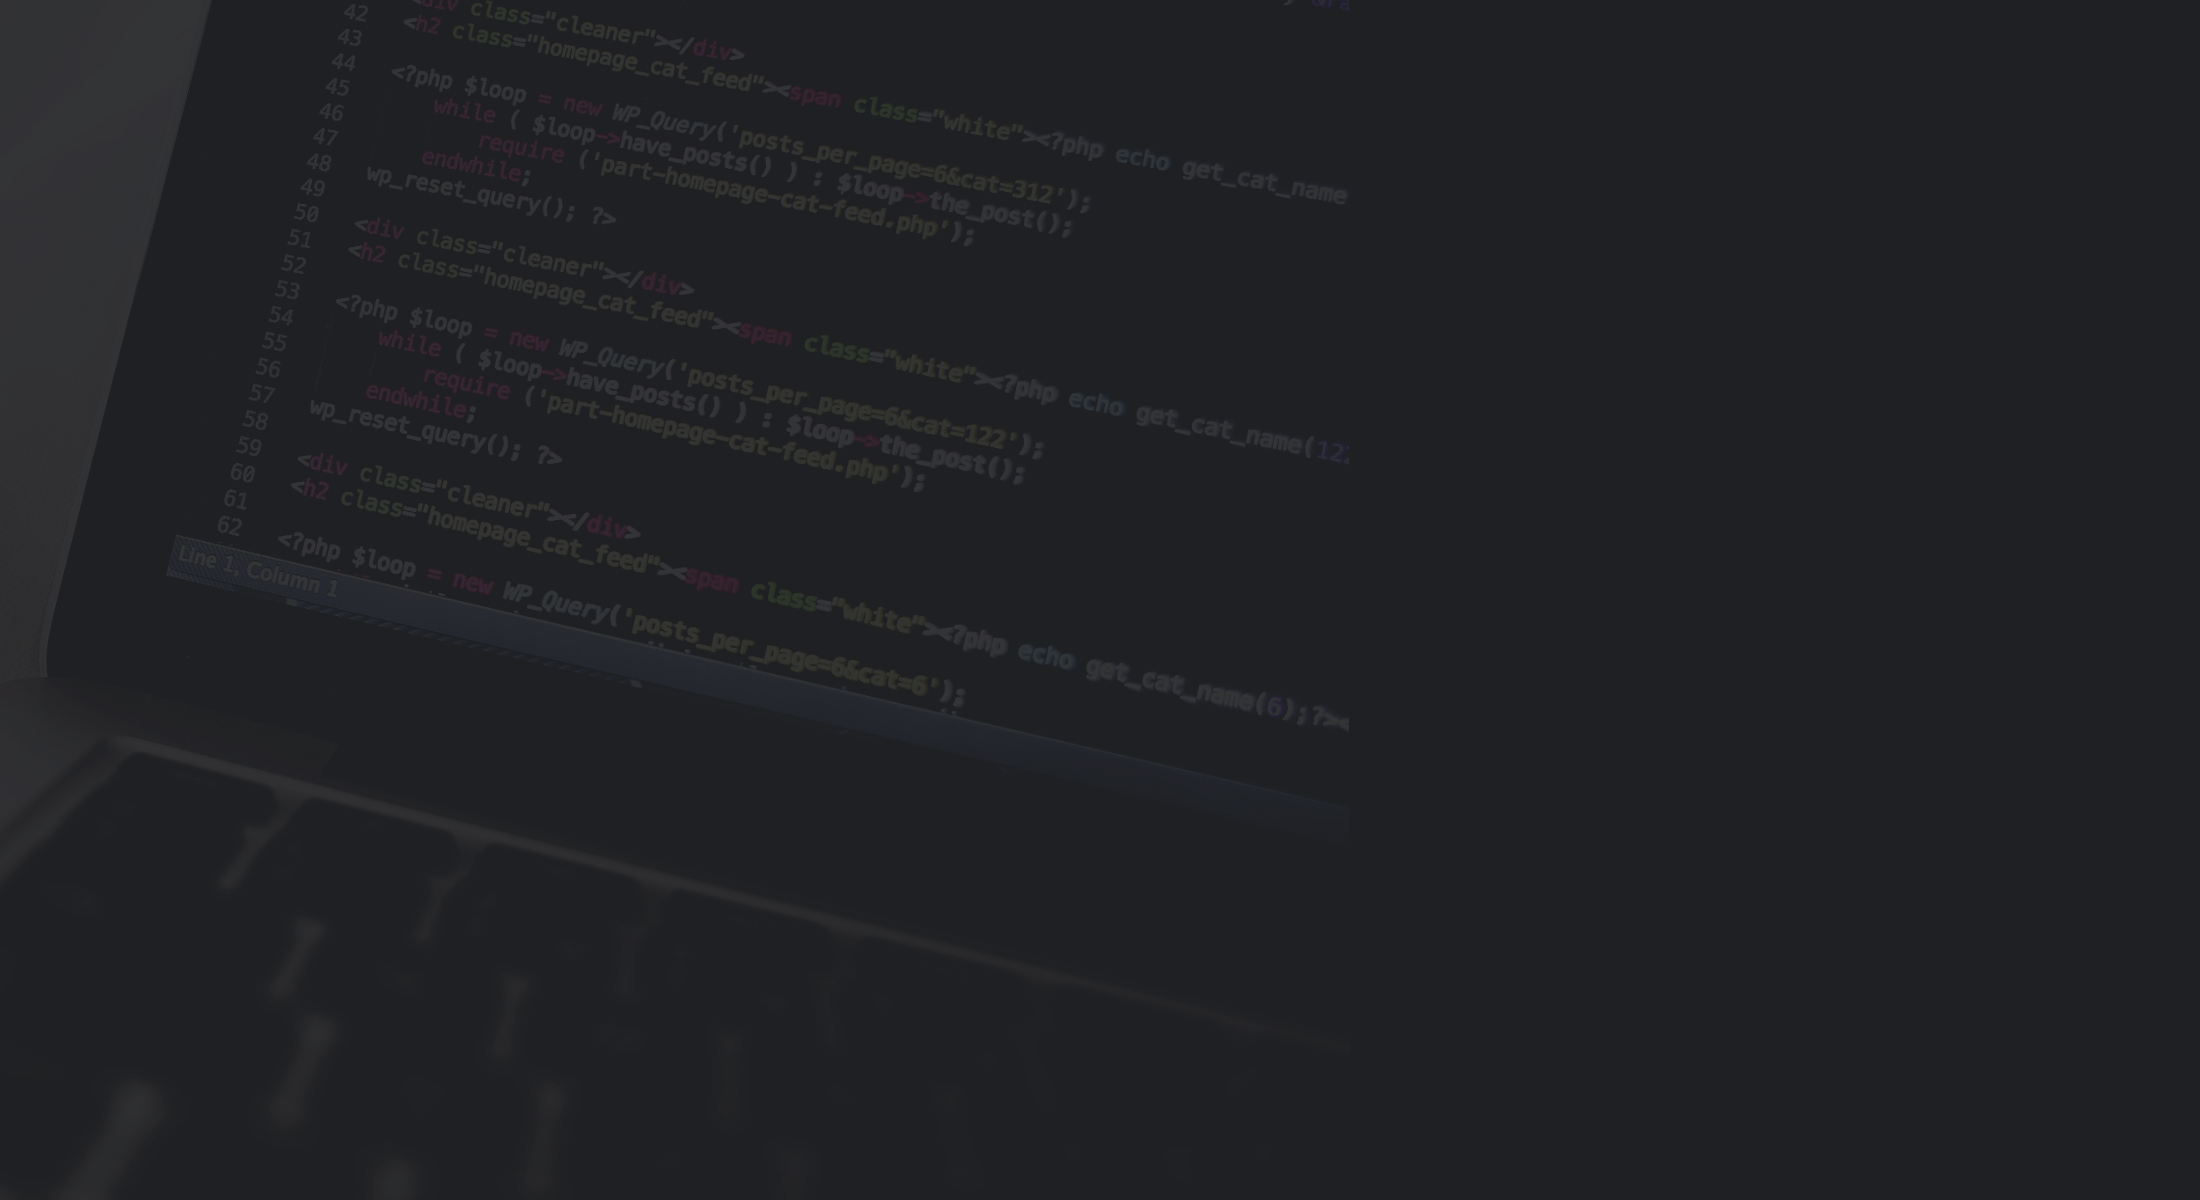 42
<div class="cleaner"></div>
43
<h2 class="homepage_cat_feed"><span class="white"><?php echo get_cat_name
44
45
<?php $loop = new WP_Query('posts_per_page=6&cat=312');
46
while ( $loop->have_posts() ) : $loop->the_post();
47
require ('part-homepage-cat-feed.php');
48
endwhile;
49
wp_reset_query(); ?>
50
51
<div class="cleaner"></div>
52
<h2 class="homepage_cat_feed"><span class="white"><?php echo get_cat_name(122
53
54
<?php $loop = new WP_Query('posts_per_page=6&cat=122');
55
while ( $loop->have_posts() ) : $loop->the_post();
56
require ('part-homepage-cat-feed.php');
57
endwhile;
58
wp_reset_query(); ?>
59
60
<div class="cleaner"></div>
61
<h2 class="homepage_cat_feed"><span class="white"><?php echo get_cat_name(6);?><
62
<?php $loop = new WP_Query('posts_per_page=6&cat=6');
Line 1, Column 1